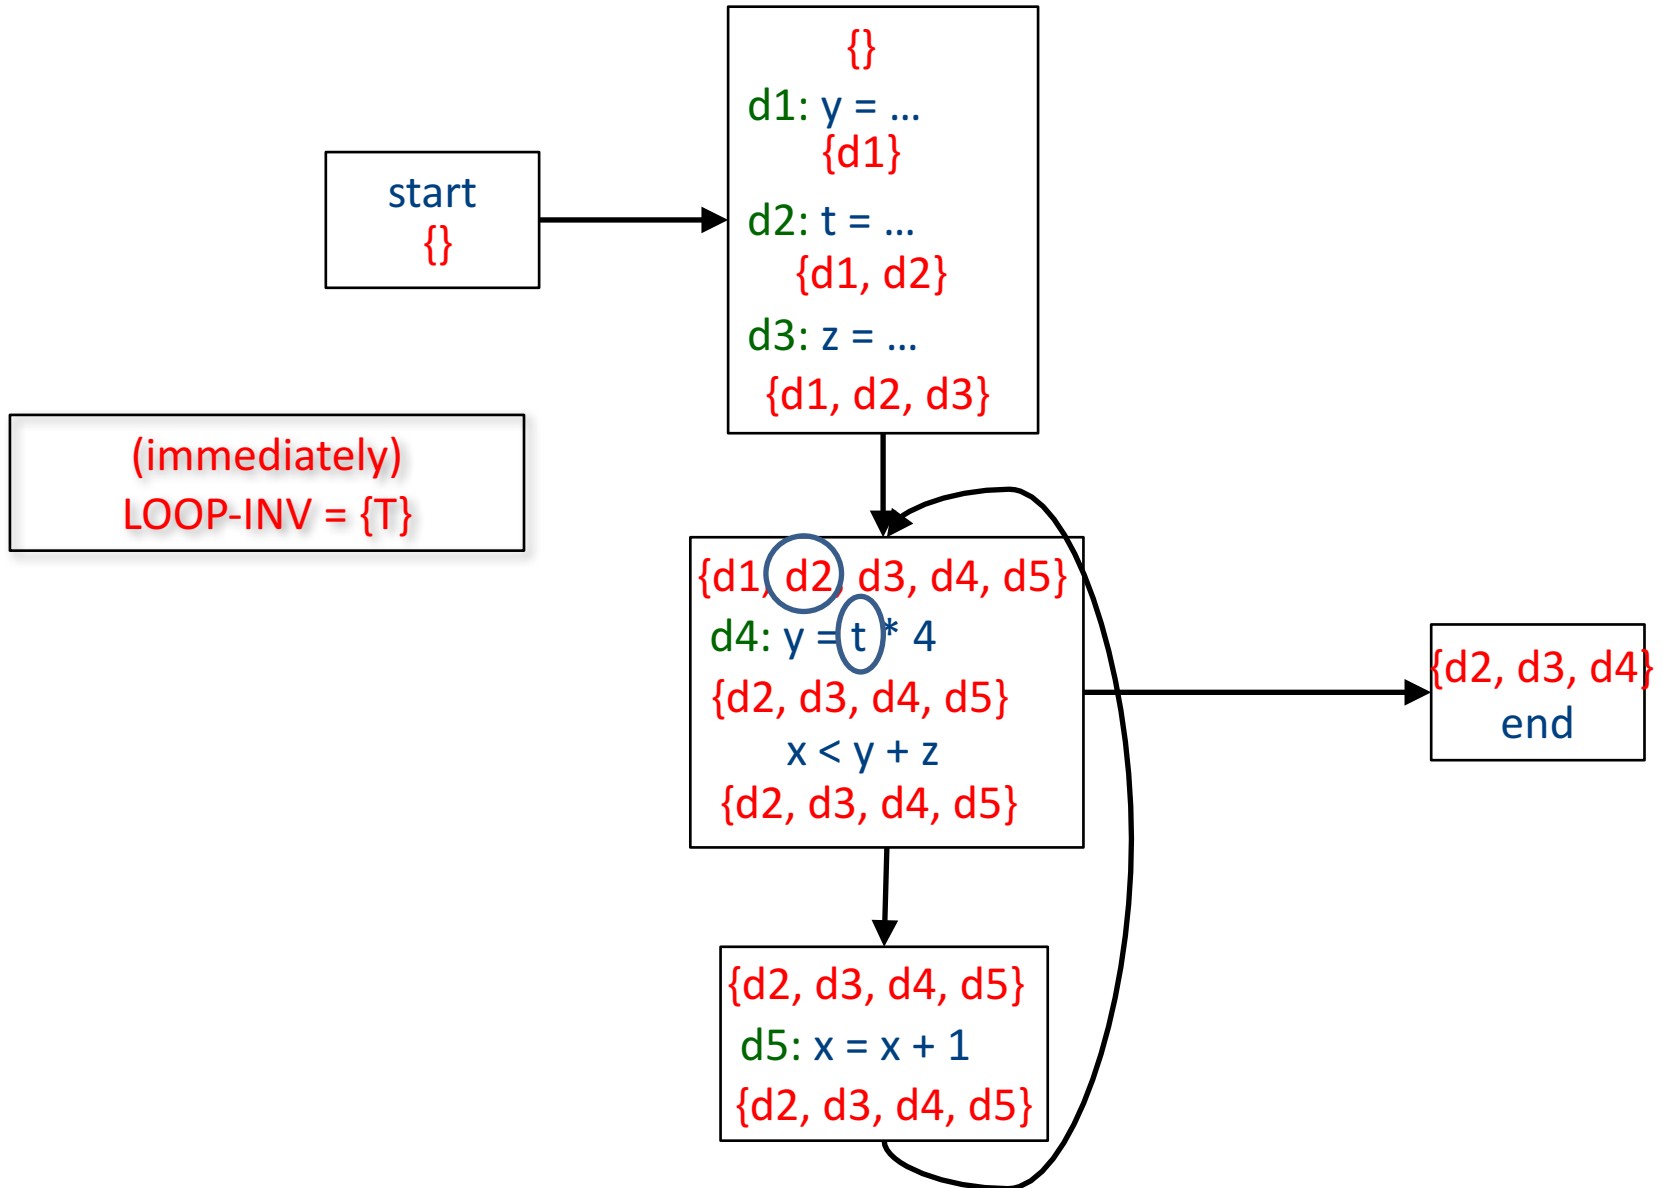 {}
d1: y = …
{d1}
d2: t = …
{d1, d2}
d3: z = …
{d1, d2, d3}
start
{}
(immediately)
LOOP-INV = {T}
{d1, d2, d3, d4, d5}
d4: y = t * 4
{d2, d3, d4, d5}
x < y + z
{d2, d3, d4, d5}
{d2, d3, d4}
end
{d2, d3, d4, d5}
d5: x = x + 1
{d2, d3, d4, d5}